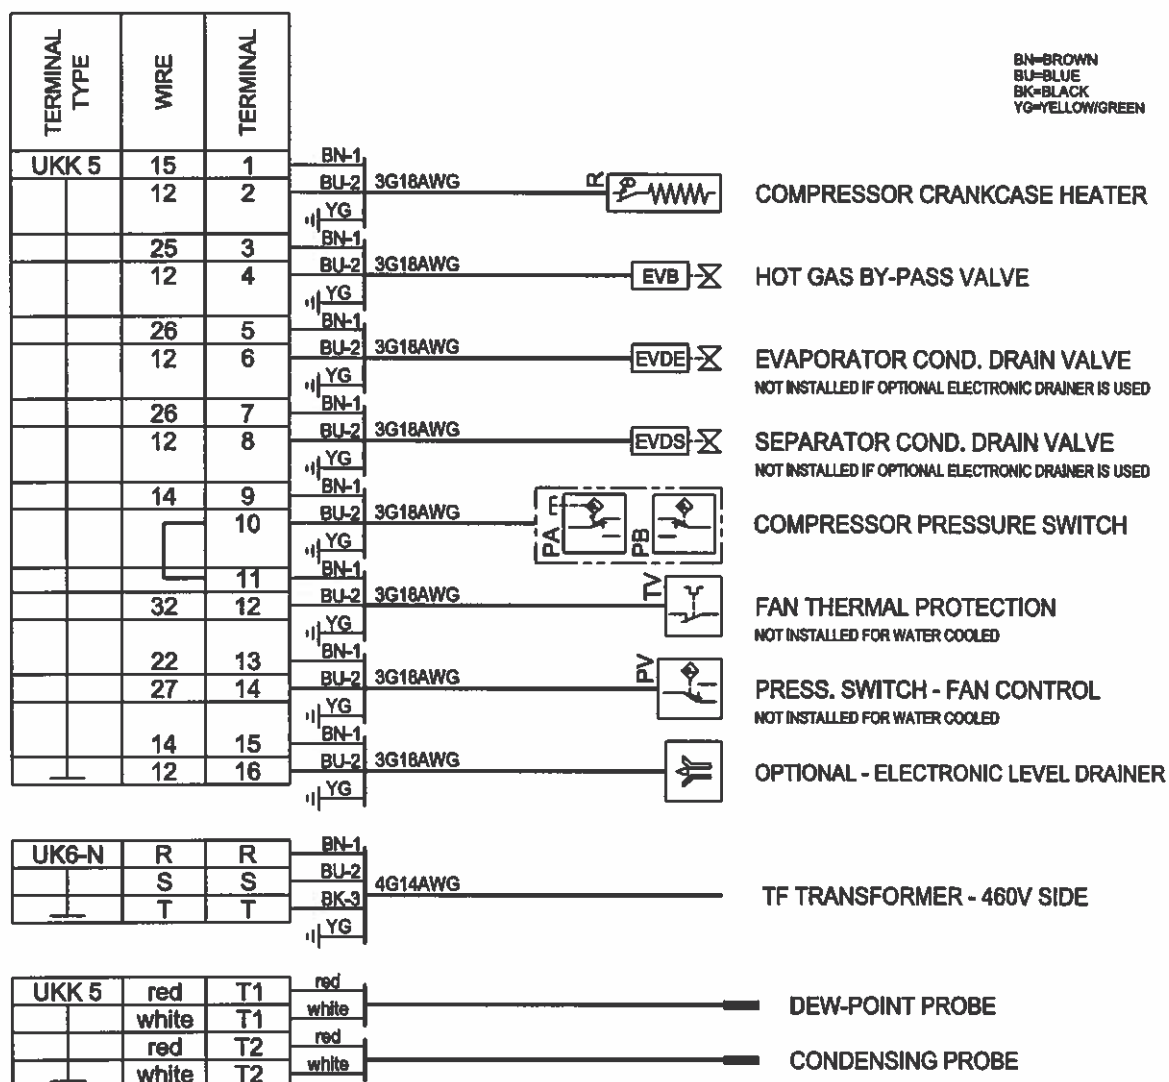 TERMINAL TYPE WIRE TERMINAL
BN=BROWN
BU=BLUE
BK=BLACK
YG=YELLOW/GREEN
UKK 5 15 1 BN-1
12 2 BU-2 3G18AWG R COMPRESSOR CRANKCASE HEATER
YG
25 3 BN-1
12 4 BU-2 3G18AWG EVB HOT GAS BY-PASS VALVE
YG
26 5 BN-1
12 6 BU-2 3G18AWG EVDE EVAPORATOR COND. DRAIN VALVE
YG NOT INSTALLED IF OPTIONAL ELECTRONIC DRAINER IS USED
26 7 BN-1
12 8 BU-2 3G18AWG EVDS SEPARATOR COND. DRAIN VALVE
YG NOT INSTALLED IF OPTIONAL ELECTRONIC DRAINER IS USED
14 9 BN-1
10 BU-2 3G18AWG PA PB COMPRESSOR PRESSURE SWITCH
YG
11 BN-1
32 12 BU-2 3G18AWG TV FAN THERMAL PROTECTION
YG NOT INSTALLED FOR WATER COOLED
22 13 BN-1
27 14 BU-2 3G18AWG PV PRESS. SWITCH - FAN CONTROL
YG NOT INSTALLED FOR WATER COOLED
14 15 BN-1
12 16 BU-2 3G18AWG OPTIONAL - ELECTRONIC LEVEL DRAINER
YG
UK6-N R R BN-1
S S BU-2 4G14AWG TF TRANSFORMER - 460V SIDE
T T BK-3
YG
UKK 5 red T1 red
white T1 white DEW-POINT PROBE
red T2 red
white T2 white CONDENSING PROBE